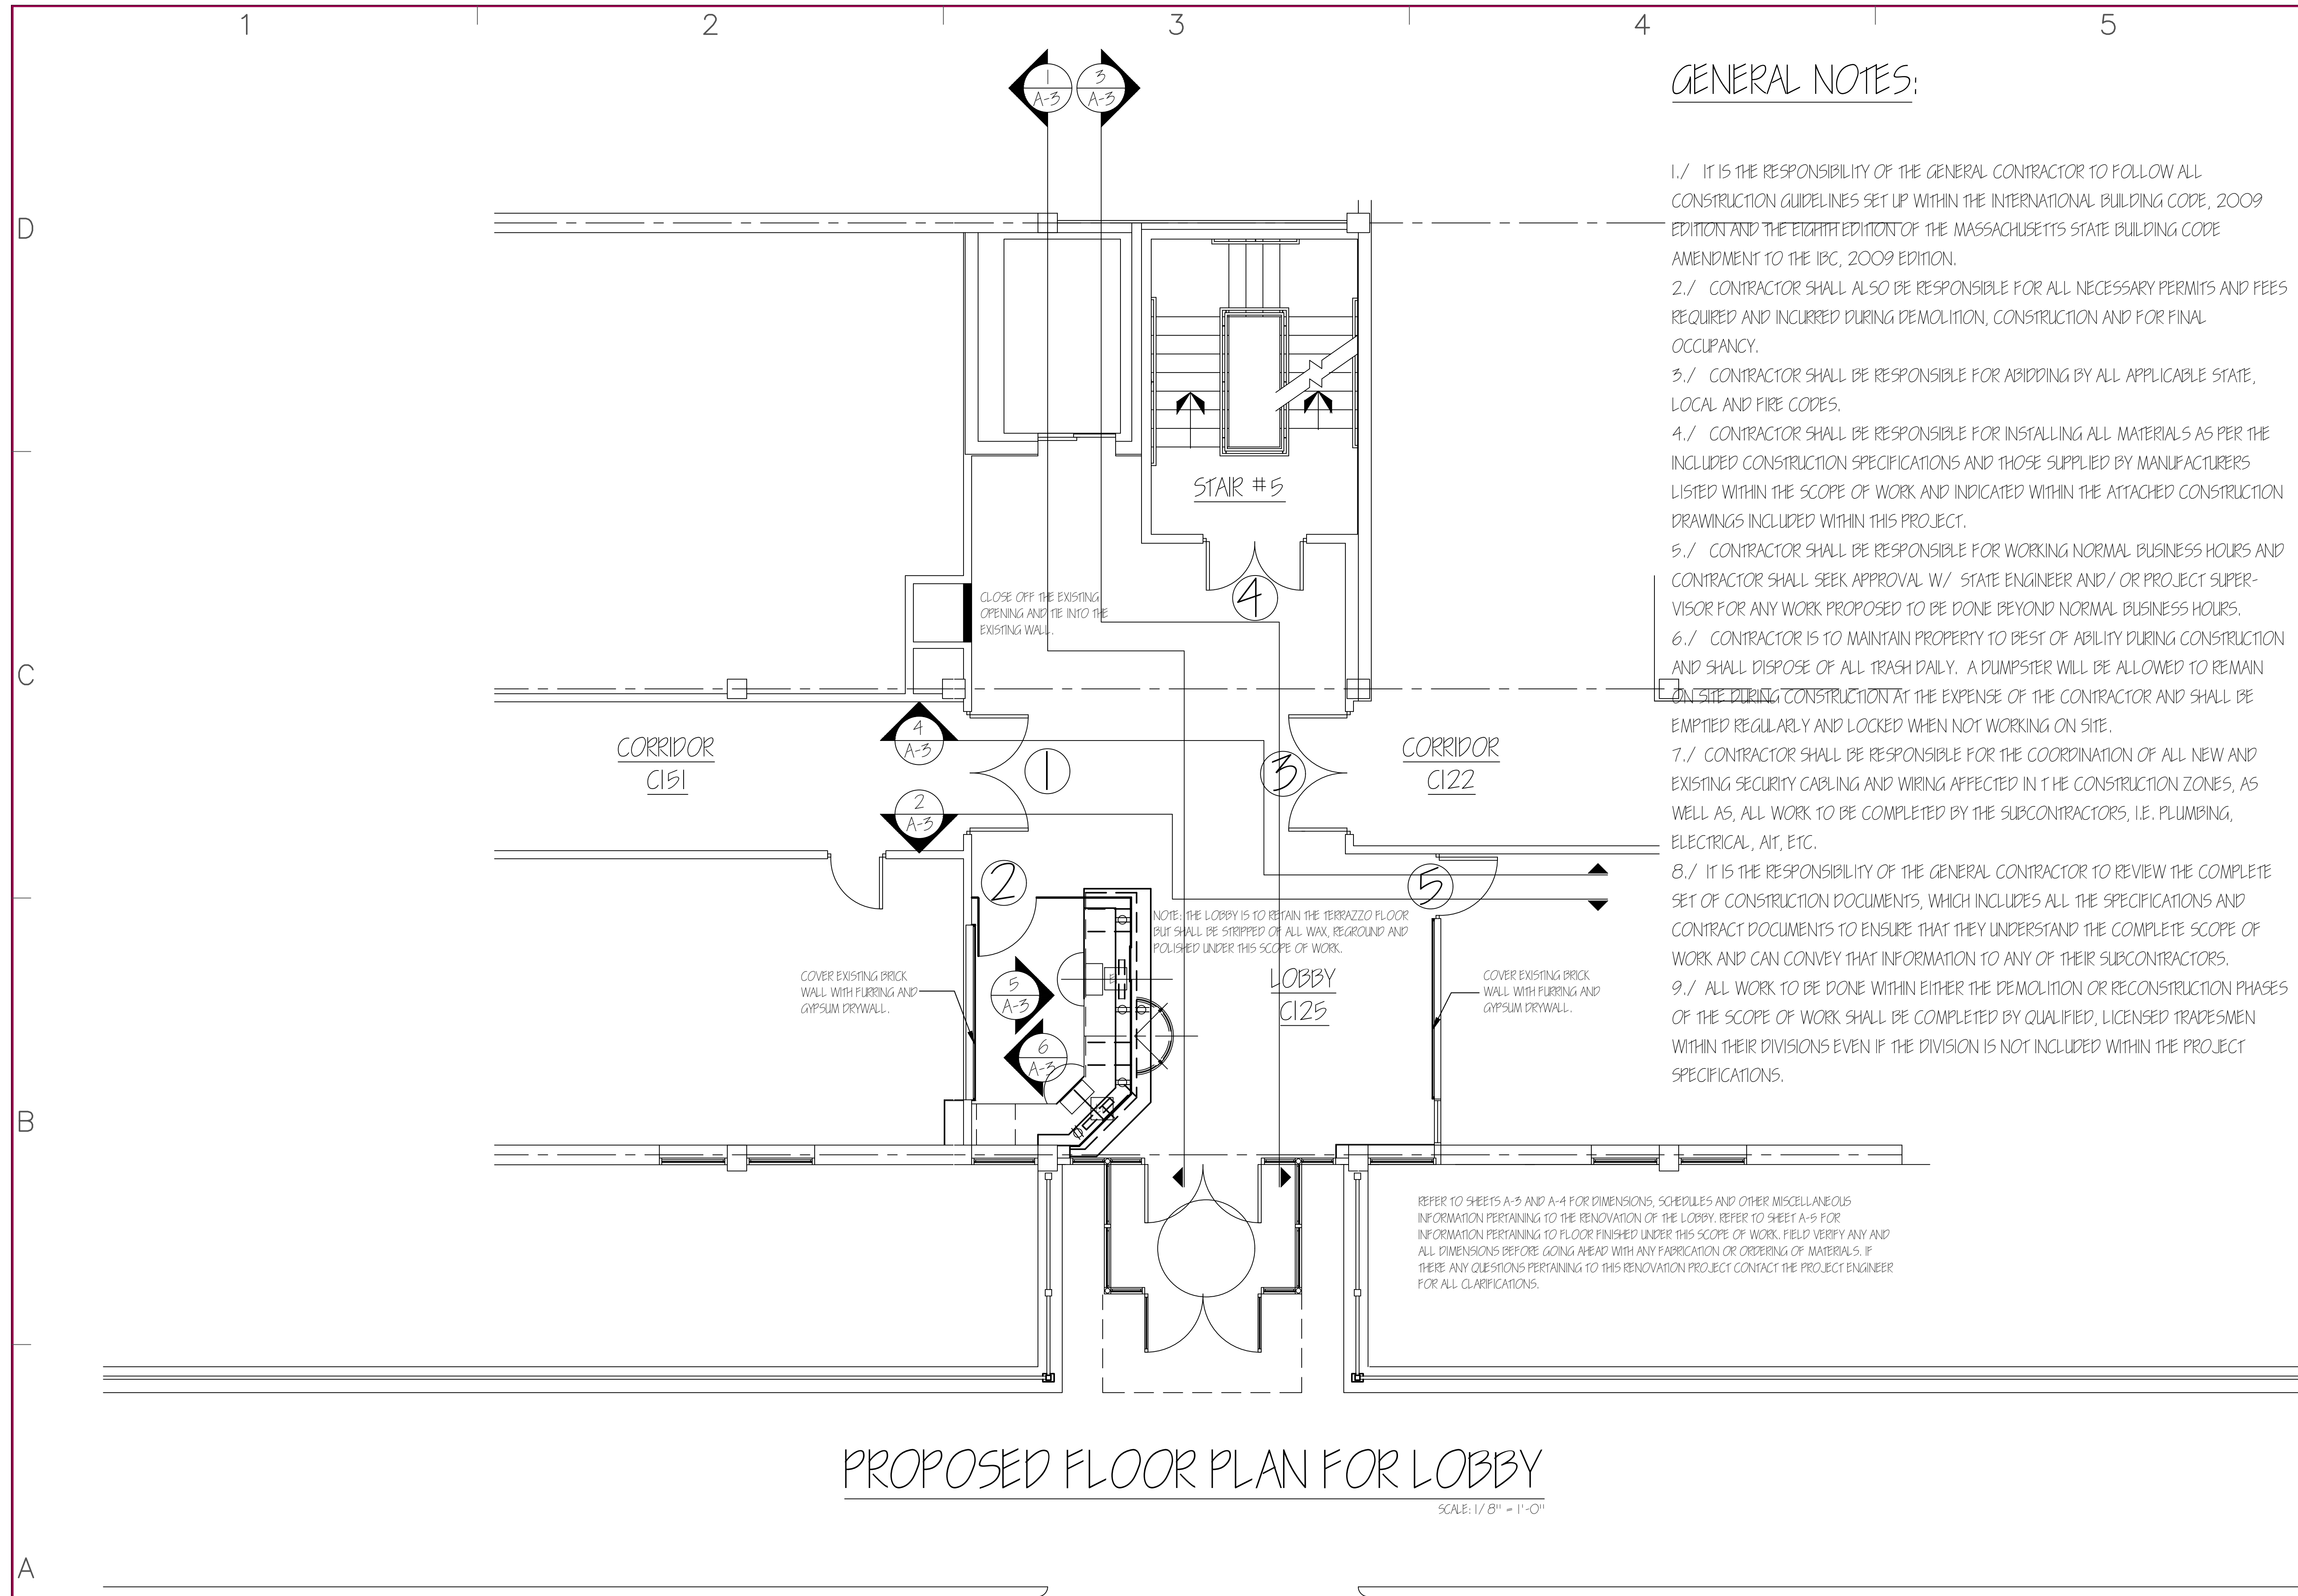 1
2
3
4
5
D
C
B
A
1
A-3
3
A-3
GENERAL NOTES:
1./ IT IS THE RESPONSIBILITY OF THE GENERAL CONTRACTOR TO FOLLOW ALL
CONSTRUCTION GUIDELINES SET UP WITHIN THE INTERNATIONAL BUILDING CODE, 2009
EDITION AND THE EIGHTH EDITION OF THE MASSACHUSETTS STATE BUILDING CODE
AMENDMENT TO THE IBC, 2009 EDITION.
2./ CONTRACTOR SHALL ALSO BE RESPONSIBLE FOR ALL NECESSARY PERMITS AND FEES
REQUIRED AND INCURRED DURING DEMOLITION, CONSTRUCTION AND FOR FINAL
OCCUPANCY.
3./ CONTRACTOR SHALL BE RESPONSIBLE FOR ABIDDING BY ALL APPLICABLE STATE,
LOCAL AND FIRE CODES.
4./ CONTRACTOR SHALL BE RESPONSIBLE FOR INSTALLING ALL MATERIALS AS PER THE
INCLUDED CONSTRUCTION SPECIFICATIONS AND THOSE SUPPLIED BY MANUFACTURERS
LISTED WITHIN THE SCOPE OF WORK AND INDICATED WITHIN THE ATTACHED CONSTRUCTION
DRAWINGS INCLUDED WITHIN THIS PROJECT.
5./ CONTRACTOR SHALL BE RESPONSIBLE FOR WORKING NORMAL BUSINESS HOURS AND
CONTRACTOR SHALL SEEK APPROVAL W/ STATE ENGINEER AND/ OR PROJECT SUPER-
VISOR FOR ANY WORK PROPOSED TO BE DONE BEYOND NORMAL BUSINESS HOURS.
6./ CONTRACTOR IS TO MAINTAIN PROPERTY TO BEST OF ABILITY DURING CONSTRUCTION
AND SHALL DISPOSE OF ALL TRASH DAILY. A DUMPSTER WILL BE ALLOWED TO REMAIN
ON SITE DURING CONSTRUCTION AT THE EXPENSE OF THE CONTRACTOR AND SHALL BE
EMPTIED REGULARLY AND LOCKED WHEN NOT WORKING ON SITE.
7./ CONTRACTOR SHALL BE RESPONSIBLE FOR THE COORDINATION OF ALL NEW AND
EXISTING SECURITY CABLING AND WIRING AFFECTED IN T HE CONSTRUCTION ZONES, AS
WELL AS, ALL WORK TO BE COMPLETED BY THE SUBCONTRACTORS, I.E. PLUMBING,
ELECTRICAL, AIT, ETC.
8./ IT IS THE RESPONSIBILITY OF THE GENERAL CONTRACTOR TO REVIEW THE COMPLETE
SET OF CONSTRUCTION DOCUMENTS, WHICH INCLUDES ALL THE SPECIFICATIONS AND
CONTRACT DOCUMENTS TO ENSURE THAT THEY UNDERSTAND THE COMPLETE SCOPE OF
WORK AND CAN CONVEY THAT INFORMATION TO ANY OF THEIR SUBCONTRACTORS.
9./ ALL WORK TO BE DONE WITHIN EITHER THE DEMOLITION OR RECONSTRUCTION PHASES
OF THE SCOPE OF WORK SHALL BE COMPLETED BY QUALIFIED, LICENSED TRADESMEN
WITHIN THEIR DIVISIONS EVEN IF THE DIVISION IS NOT INCLUDED WITHIN THE PROJECT
SPECIFICATIONS.
STAIR #5
4
CLOSE OFF THE EXISTING
OPENING AND TIE INTO THE
EXISTING WALL.
CORRIDOR
C151
4
A-3
2
A-3
1
3
CORRIDOR
C122
2
5
NOTE: THE LOBBY IS TO RETAIN THE TERRAZZO FLOOR
BUT SHALL BE STRIPPED OF ALL WAX, REGROUND AND
POLISHED UNDER THIS SCOPE OF WORK.
LOBBY
C125
COVER EXISTING BRICK
WALL WITH FURRING AND
GYPSUM DRYWALL.
5
A-3
6
A-3
COVER EXISTING BRICK
WALL WITH FURRING AND
GYPSUM DRYWALL.
REFER TO SHEETS A-3 AND A-4 FOR DIMENSIONS, SCHEDULES AND OTHER MISCELLANEOUS
INFORMATION PERTAINING TO THE RENOVATION OF THE LOBBY. REFER TO SHEET A-5 FOR
INFORMATION PERTAINING TO FLOOR FINISHED UNDER THIS SCOPE OF WORK. FIELD VERIFY ANY AND
ALL DIMENSIONS BEFORE GOING AHEAD WITH ANY FABRICATION OR ORDERING OF MATERIALS. IF
THERE ANY QUESTIONS PERTAINING TO THIS RENOVATION PROJECT CONTACT THE PROJECT ENGINEER
FOR ALL CLARIFICATIONS.
PROPOSED FLOOR PLAN FOR LOBBY
SCALE: 1/8" = 1'-0"